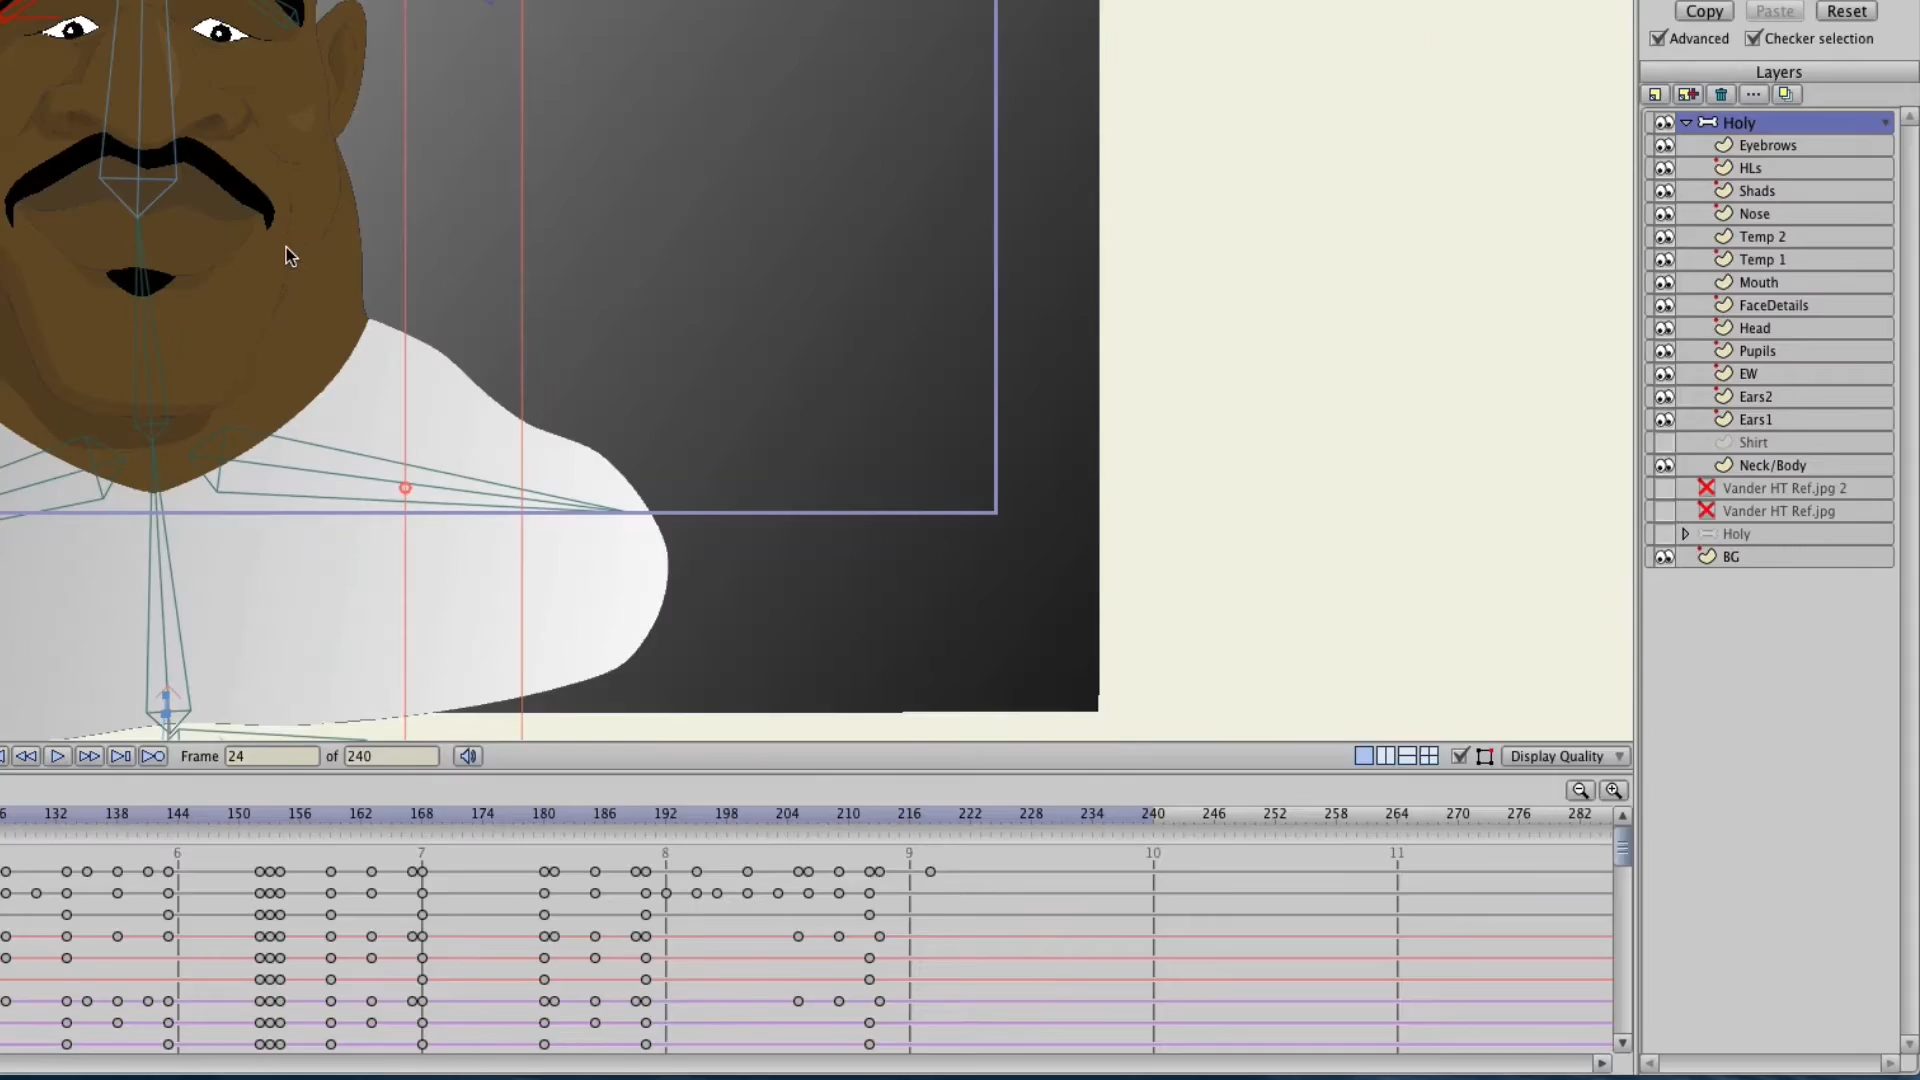 Copy Paste Reset
Advanced Checker selection
Layers
Holy
Eyebrows
HLs
Shads
Nose
Temp 2
Temp 1
Mouth
FaceDetails
Head
Pupils
EW
Ears2
Ears1
Shirt
Neck/Body
Vander HT Ref.jpg 2
Vander HT Ref.jpg
Holy
BG
Frame 24 of 240 Display Quality
6 132 138 144 150 156 162 168 174 180 186 192 198 204 210 216 222 228 234 240 246 252 258 264 270 276 282
6 7 8 9 10 11